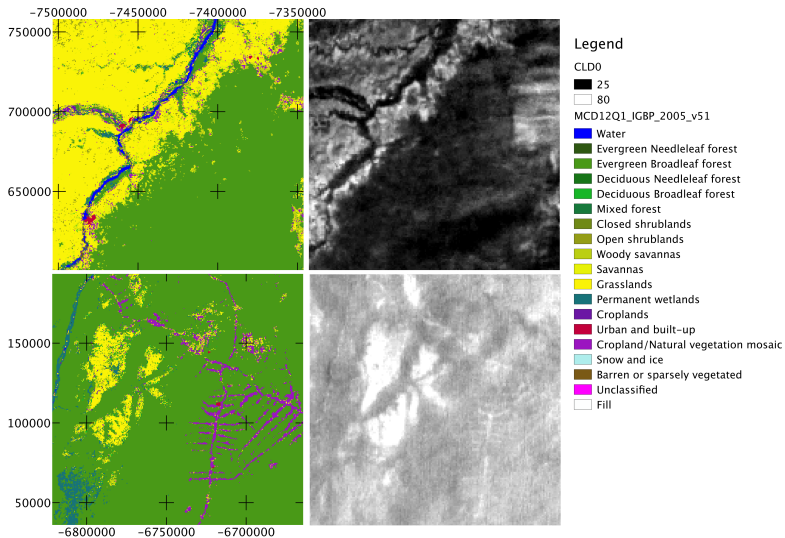 −7500000 −7450000 −7400000 −7350000
750000
700000
650000
150000
100000
50000
−6800000 −6750000 −6700000
Legend
CLD0
25
80
MCD12Q1_IGBP_2005_v51
Water
Evergreen Needleleaf forest
Evergreen Broadleaf forest
Deciduous Needleleaf forest
Deciduous Broadleaf forest
Mixed forest
Closed shrublands
Open shrublands
Woody savannas
Savannas
Grasslands
Permanent wetlands
Croplands
Urban and built−up
Cropland/Natural vegetation mosaic
Snow and ice
Barren or sparsely vegetated
Unclassified
Fill